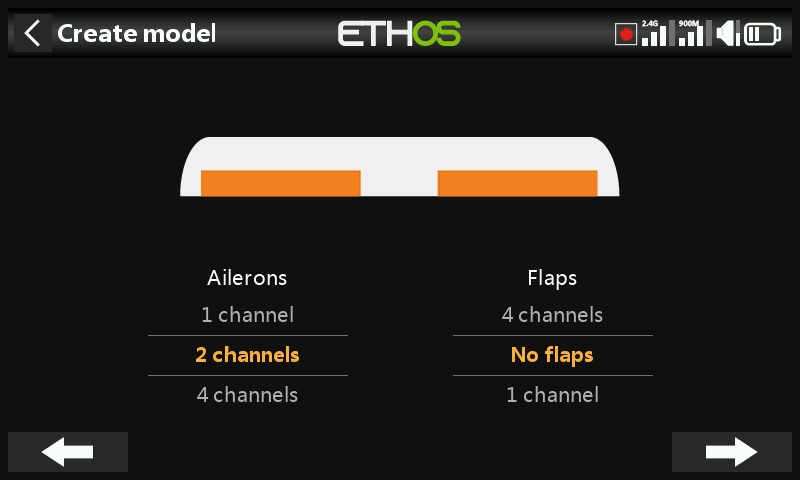 Create model
ETHOS
2.4G
900M
Ailerons
Flaps
1 channel
4 channels
2 channels
No flaps
4 channels
1 channel